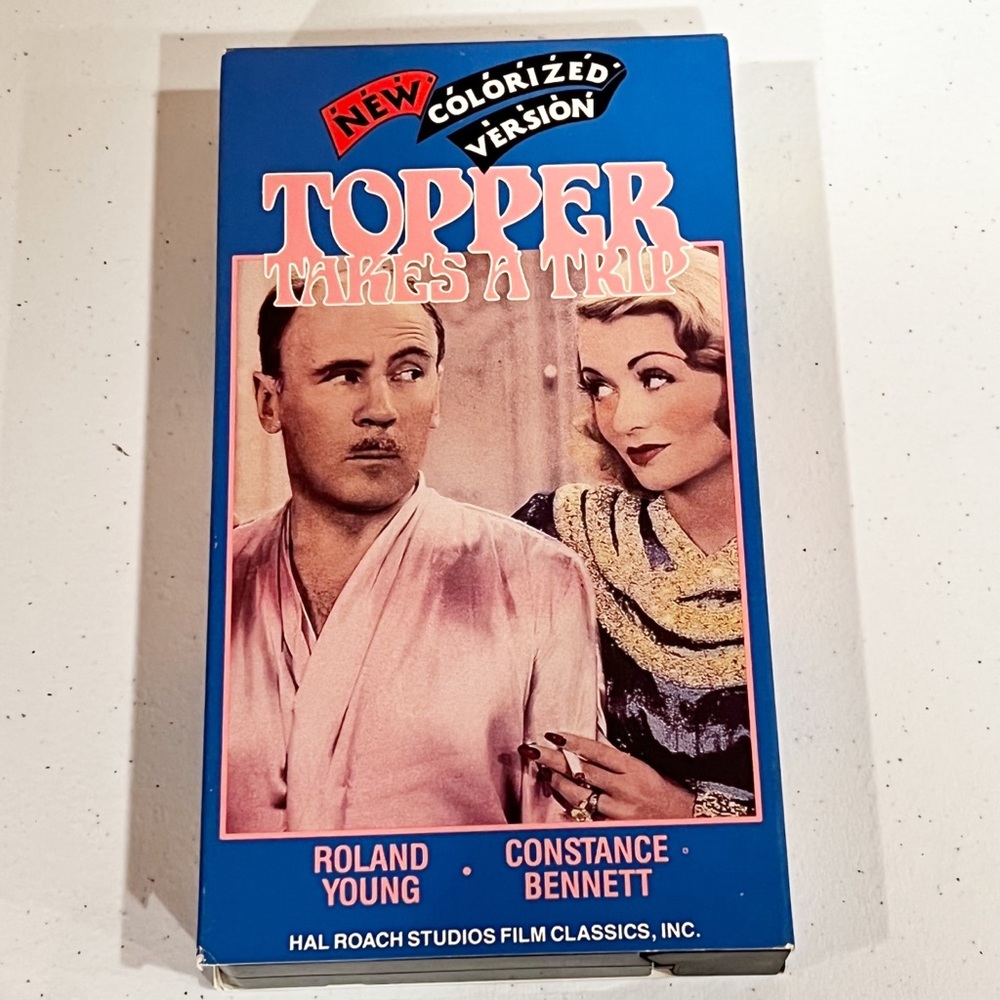 NEW COLORIZED
VERSION
TOPPER
TAKES A TRIP
ROLAND
YOUNG
•
CONSTANCE
BENNETT
HAL ROACH STUDIOS FILM CLASSICS, INC.